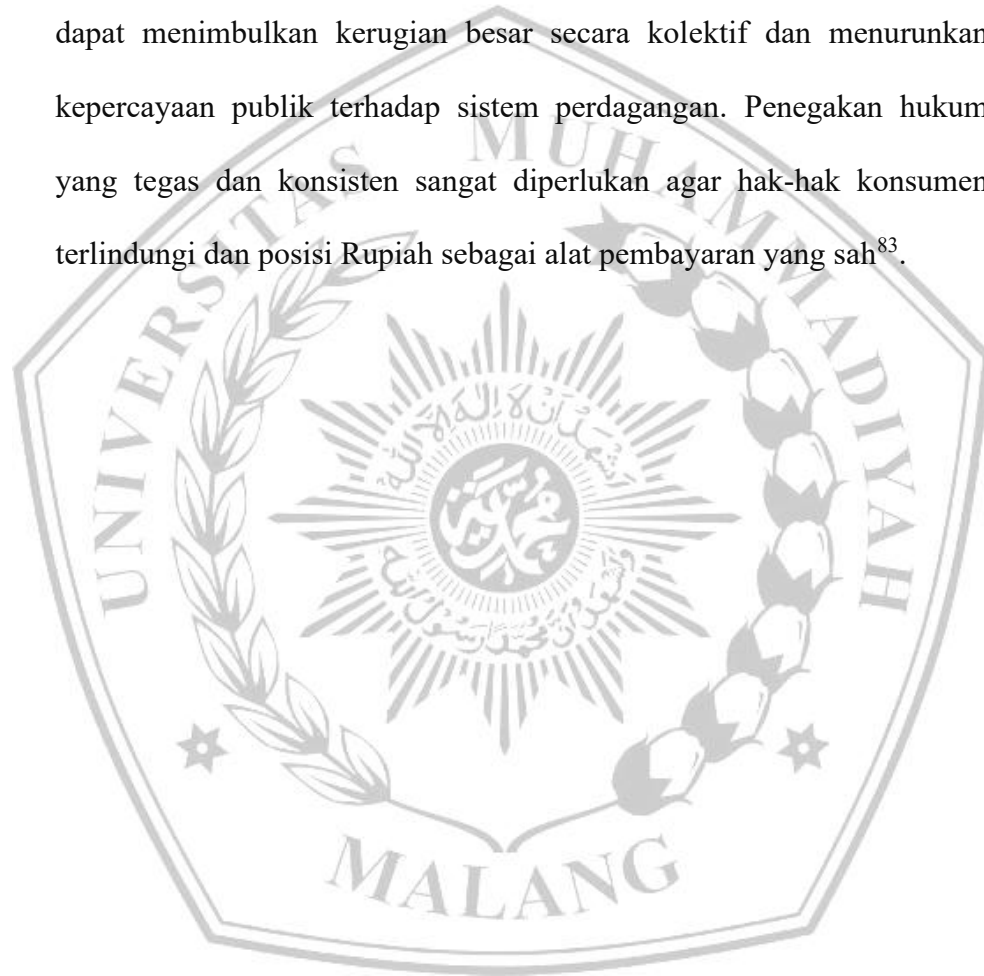 dapat menimbulkan kerugian besar secara kolektif dan menurunkan
kepercayaan publik terhadap sistem perdagangan. Penegakan hukum
yang tegas dan konsisten sangat diperlukan agar hak-hak konsumen
terlindungi dan posisi Rupiah sebagai alat pembayaran yang sah⁸³.
UNIVERSITAS MUHAMMADIYAH
MALANG